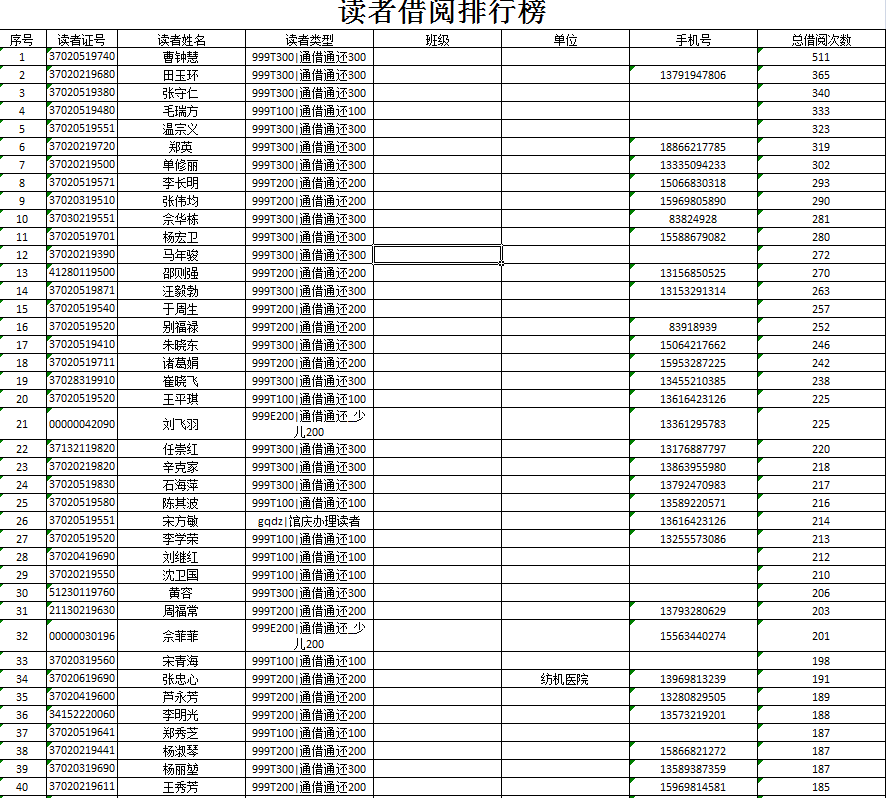 读者借阅排行榜
序号 读者证号 读者姓名 读者类型 班级 单位 手机号 总借阅次数
1 37020519740 曹钟慧 999T300|通借通还300 511
2 37020219680 田玉环 999T300|通借通还300 13791947806 365
3 37020519380 张守仁 999T300|通借通还300 340
4 37020519480 毛瑞方 999T100|通借通还100 333
5 37020519551 温宗义 999T300|通借通还300 323
6 37020219720 郑英 999T300|通借通还300 18866217785 319
7 37020219500 单修丽 999T300|通借通还300 13335094233 302
8 37020519571 李长明 999T200|通借通还200 15066830318 293
9 37020319510 张伟均 999T200|通借通还200 15969805890 290
10 37030219551 佘华栋 999T300|通借通还300 83824928 281
11 37020519701 杨宏卫 999T300|通借通还300 15588679082 280
12 37020219390 马年骏 999T300|通借通还300 272
13 41280119500 邵则强 999T200|通借通还200 13156850525 270
14 37020519871 汪毅勃 999T300|通借通还300 13153291314 263
15 37020519540 于周生 999T200|通借通还200 257
16 37020519520 别福禄 999T200|通借通还200 83918939 252
17 37020519410 朱晓东 999T300|通借通还300 15064217662 246
18 37020519711 诸葛娟 999T200|通借通还200 15953287225 242
19 37028319910 崔晓飞 999T300|通借通还300 13455210385 238
20 37020519520 王平琪 999T100|通借通还100 13616423126 225
21 00000042090 刘飞羽 999E200|通借通还_少
儿200 13361295783 225
22 37132119820 任崇红 999T300|通借通还300 13176887797 220
23 37020219820 辛克家 999T300|通借通还300 13863955980 218
24 37020519830 石海萍 999T300|通借通还300 13792470983 217
25 37020519580 陈其波 999T100|通借通还100 13589220571 216
26 37020519551 宋方敏 gqdz|馆庆办理读者 13616423126 214
27 37020519520 李学荣 999T100|通借通还100 13255573086 213
28 37020419690 刘维红 999T100|通借通还100 212
29 37020219550 沈卫国 999T100|通借通还100 210
30 51230119760 黄容 999T300|通借通还300 206
31 21130219630 周福常 999T200|通借通还200 13793280629 203
32 00000030196 佘菲菲 999E200|通借通还_少
儿200 15563440274 201
33 37020319560 宋青海 999T100|通借通还100 198
34 37020619690 张忠心 999T200|通借通还200 纺机医院 13969813239 191
35 37020419600 芦永芳 999T200|通借通还200 13280829505 189
36 34152220060 李明光 999T200|通借通还200 13573219201 188
37 37020519641 郑秀芝 999T100|通借通还100 187
38 37020219441 杨淑琴 999T200|通借通还200 15866821272 187
39 37020319690 杨丽堃 999T300|通借通还300 13589387359 187
40 37020219611 王秀芳 999T200|通借通还200 15969814581 185